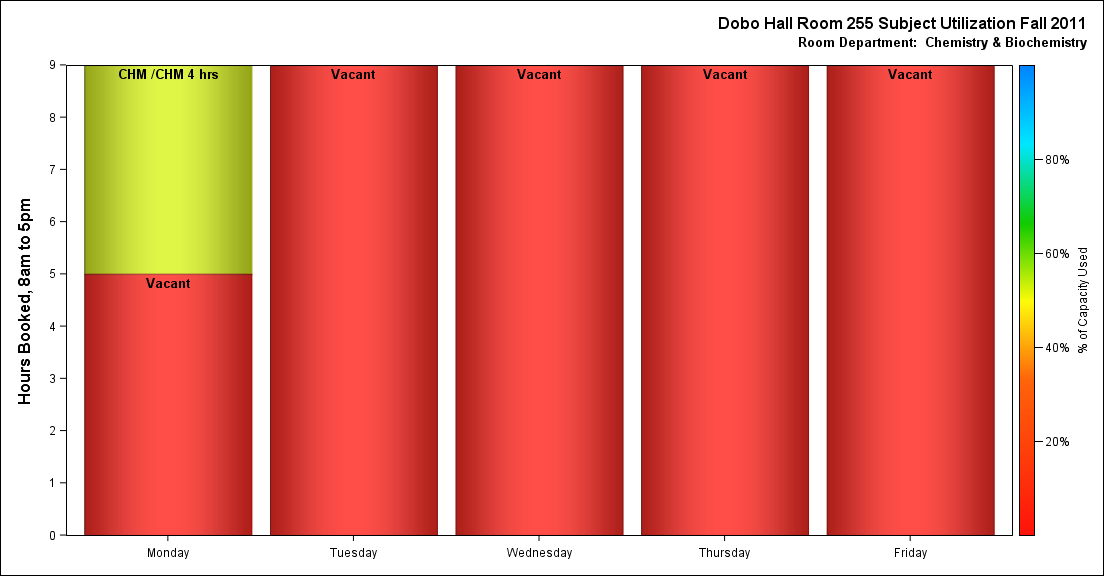 Dobo Hall Room 255 Subject Utilization Fall 2011
Room Department:  Chemistry & Biochemistry
Hours Booked, 8am to 5pm
9
8
7
6
5
4
3
2
1
0
CHM /CHM 4 hrs
Vacant
Vacant
Vacant
Vacant
Vacant
Monday
Tuesday
Wednesday
Thursday
Friday
80%
60%
40%
20%
% of Capacity Used